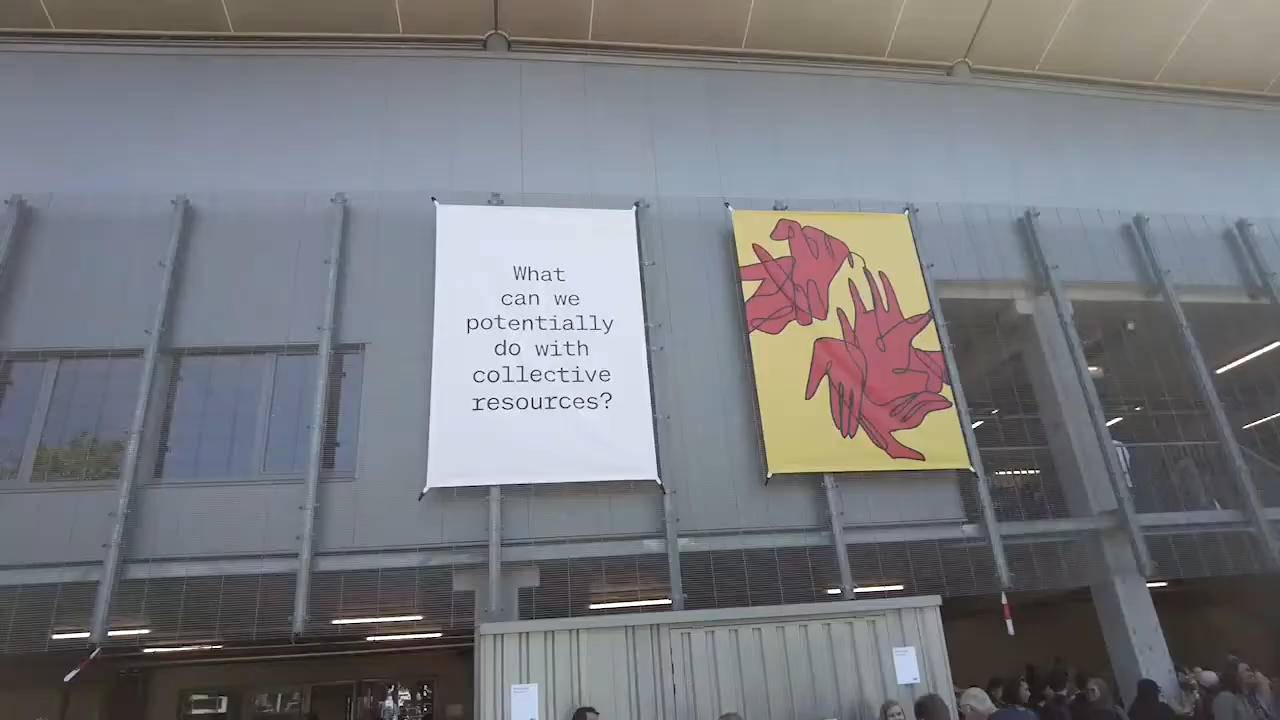 What
can we
potentially
do with
collective
resources?